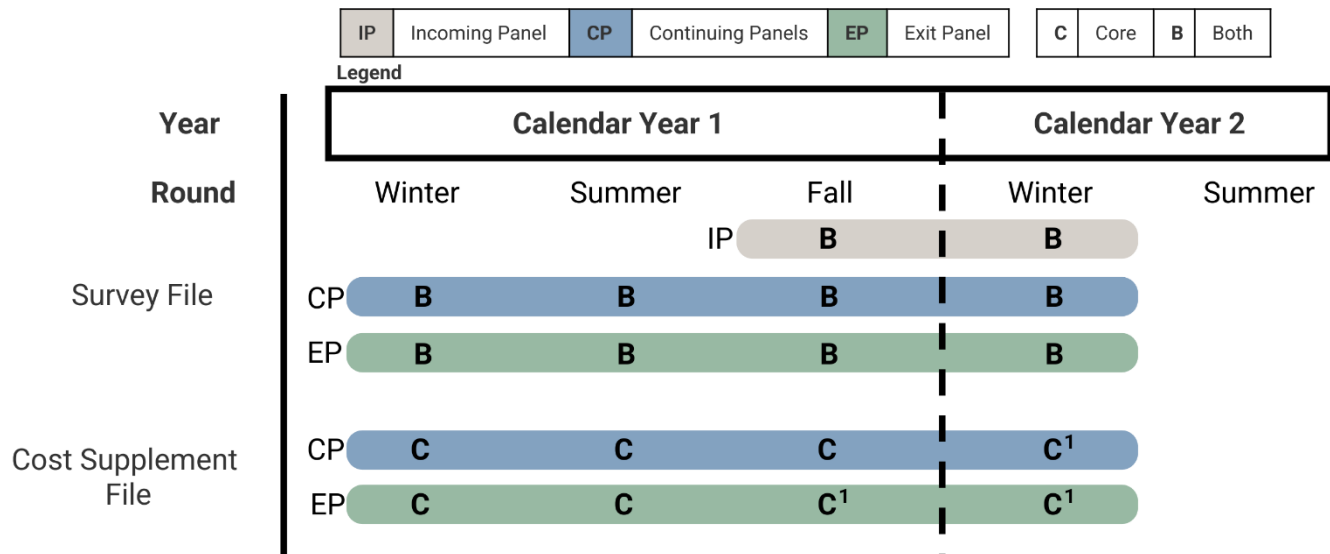 IP Incoming Panel CP Continuing Panels EP Exit Panel C Core B Both
Legend
Year Calendar Year 1 Calendar Year 2
Round Winter Summer Fall Winter Summer
IP B B
Survey File CP B B B B
EP B B B B
Cost Supplement
File
CP C C C C¹
EP C C C¹ C¹